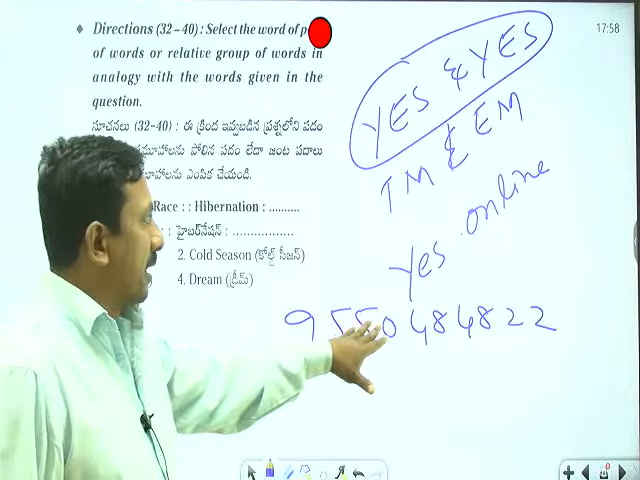 17:58
♦ Directions (32-40) : Select the word of
of words or relative group of words in
analogy with the words given in the
question.
సూచనలు (32-40) : ఈ క్రింద ఇవ్వబడిన ప్రశ్నలోని పదం
సమూహాలను పోలిన పదం లేదా జంట పదాలు
సమూహాలను ఎంపిక చేయండి.
Race : : Hibernation : ..........
: హైబర్‌నేషన్ : ................
2. Cold Season (కోల్డ్ సీజన్)
4. Dream (డ్రీమ్)
YES & YES
TM & EM
yes online
9550484822